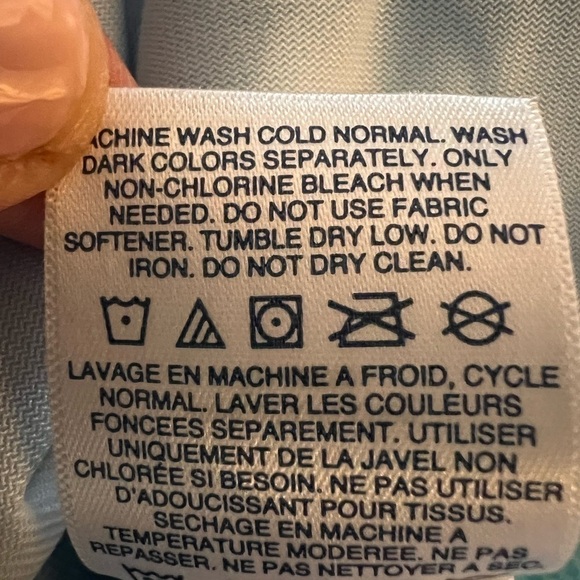 ACHINE WASH COLD NORMAL. WASH
DARK COLORS SEPARATELY. ONLY
NON-CHLORINE BLEACH WHEN
NEEDED. DO NOT USE FABRIC
SOFTENER. TUMBLE DRY LOW. DO NOT
IRON. DO NOT DRY CLEAN.
LAVAGE EN MACHINE A FROID, CYCLE
NORMAL. LAVER LES COULEURS
FONCEES SEPAREMENT. UTILISER
UNIQUEMENT DE LA JAVEL NON
CHLORÉE SI BESOIN. NE PAS UTILISER
D'ADOUCISSANT POUR TISSUS.
SECHAGE EN MACHINE A
TEMPERATURE MODEREE. NE PAS
REPASSER. NE PAS NETTOYER A SEC.